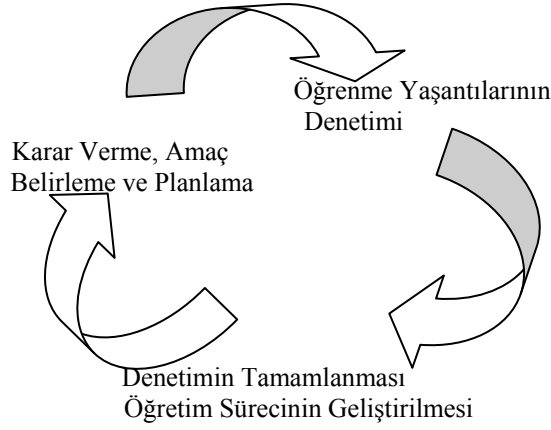 Öğrenme Yaşantılarının
Denetimi
Karar Verme, Amaç
Belirleme ve Planlama
Denetimin Tamamlanması
Öğretim Sürecinin Geliştirilmesi